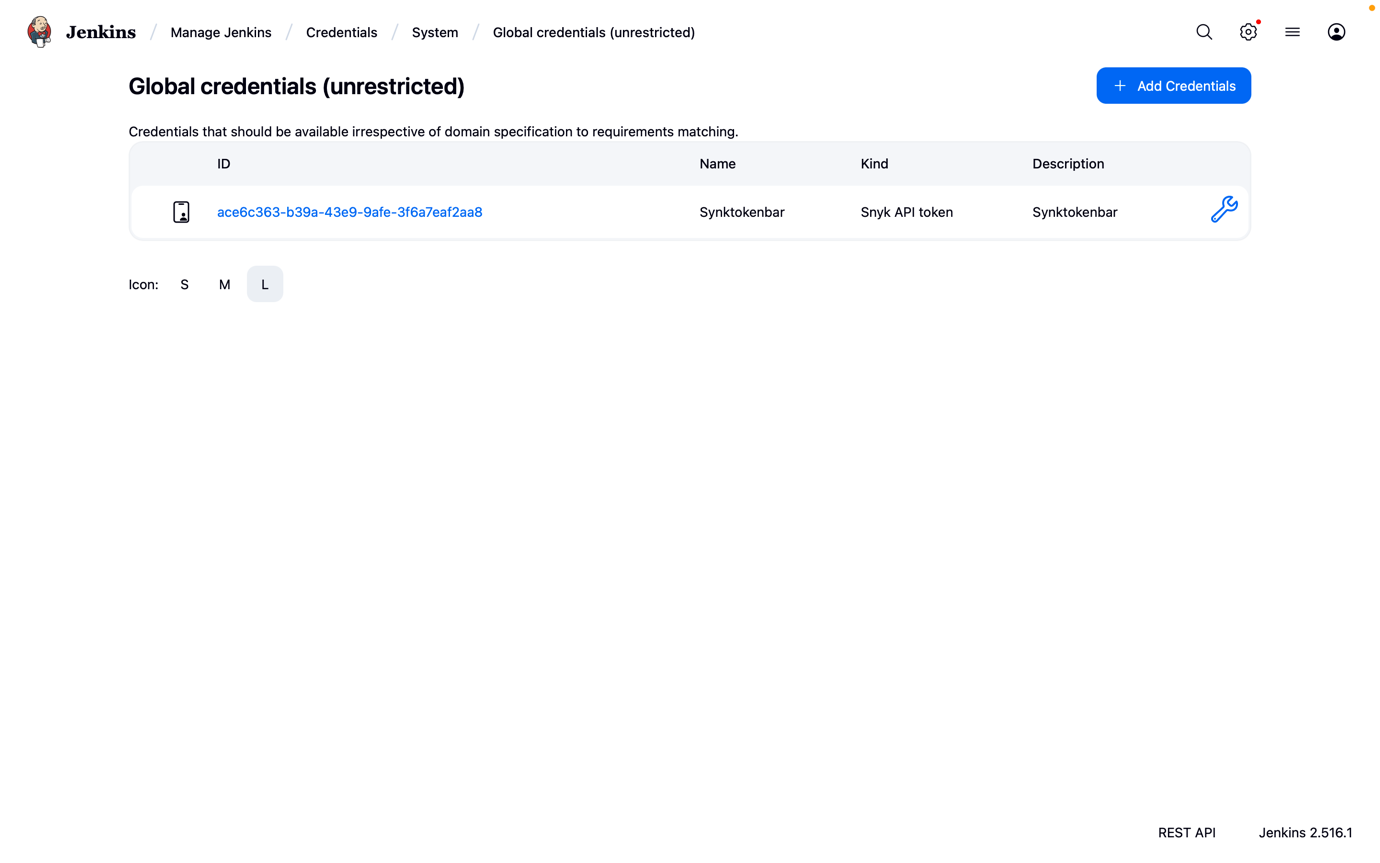 Jenkins / Manage Jenkins / Credentials / System / Global credentials (unrestricted)
Global credentials (unrestricted)
+ Add Credentials
Credentials that should be available irrespective of domain specification to requirements matching.
ID Name Kind Description
ace6c363-b39a-43e9-9afe-3f6a7eaf2aa8 Synktokenbar Snyk API token Synktokenbar
Icon: S M L
REST API Jenkins 2.516.1